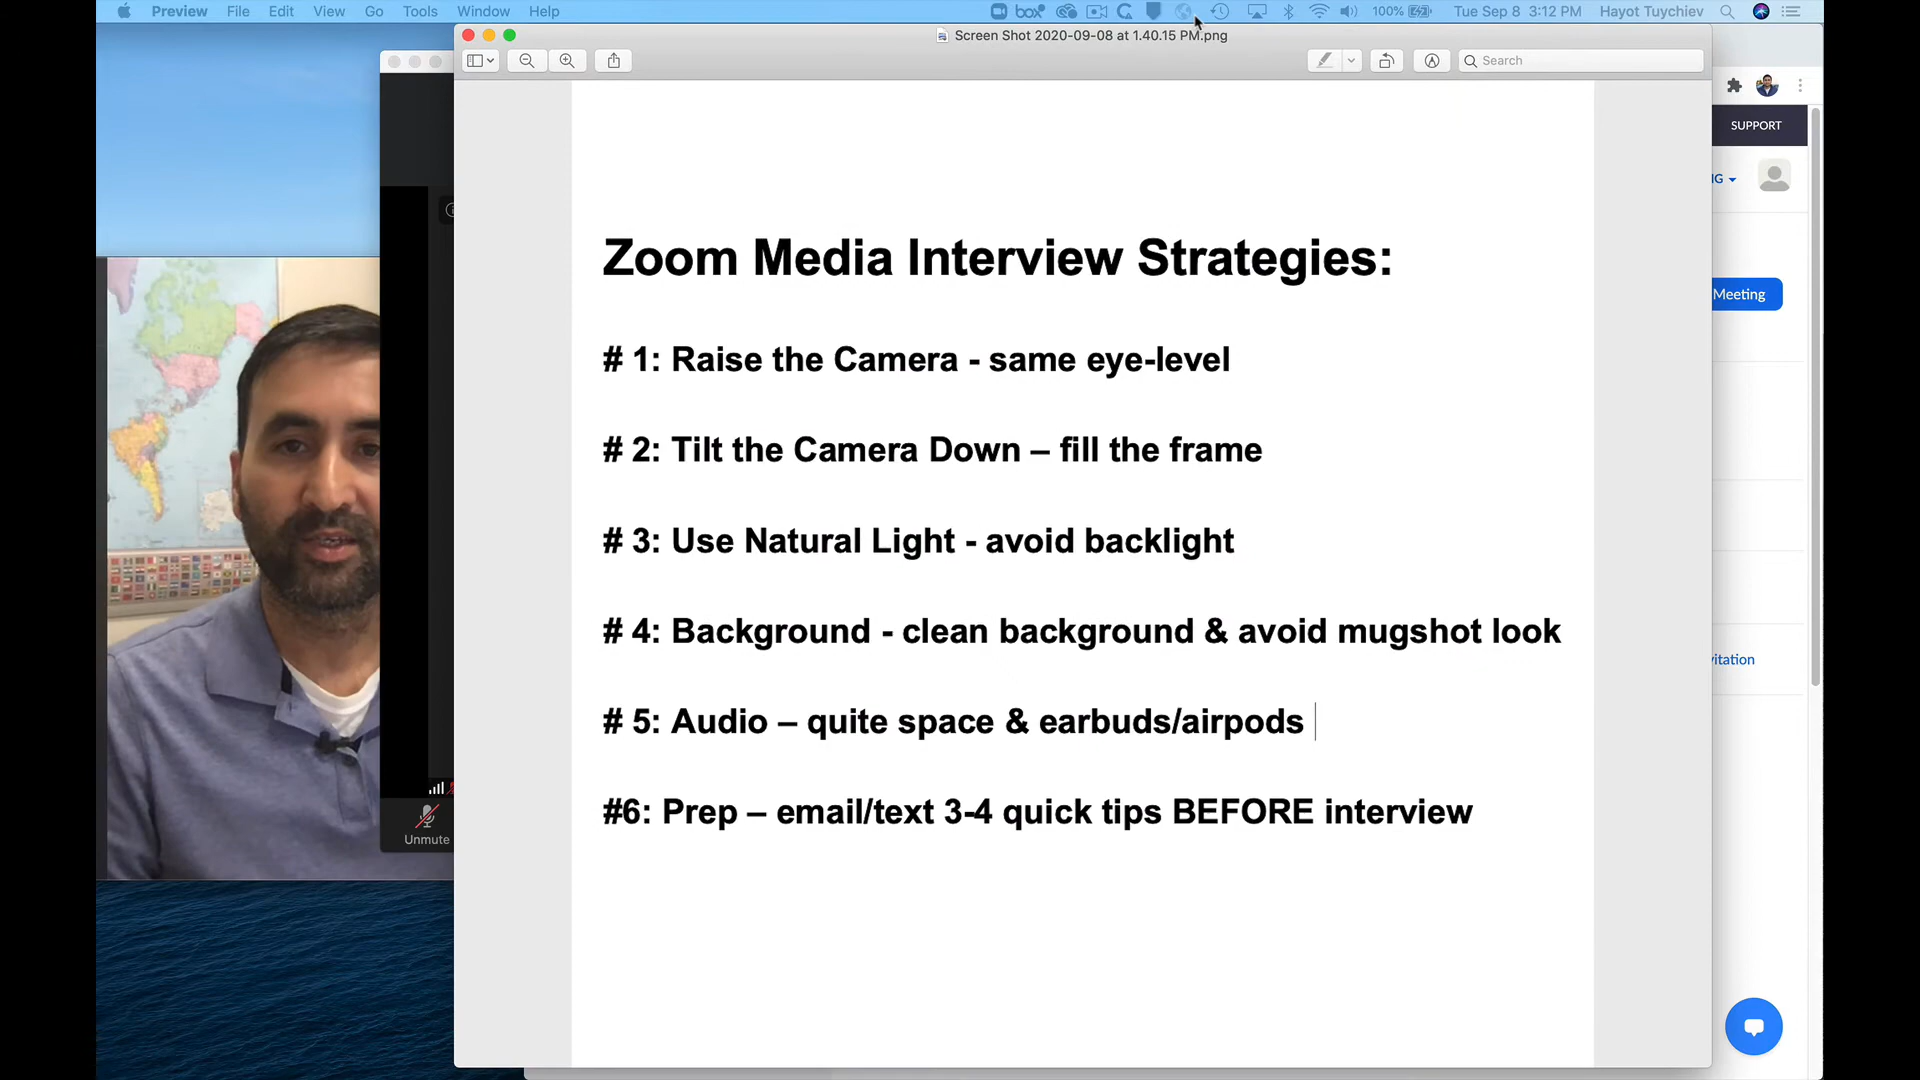 Preview File Edit View Go Tools Window Help box 100% Tue Sep 8 3:12 PM Hayot Tuychiev
Screen Shot 2020-09-08 at 1.40.15 PM.png
Search
SUPPORT
NG
Meeting
vitation
Zoom Media Interview Strategies:
# 1: Raise the Camera - same eye-level
# 2: Tilt the Camera Down – fill the frame
# 3: Use Natural Light - avoid backlight
# 4: Background - clean background & avoid mugshot look
# 5: Audio – quite space & earbuds/airpods
#6: Prep – email/text 3-4 quick tips BEFORE interview
Unmute